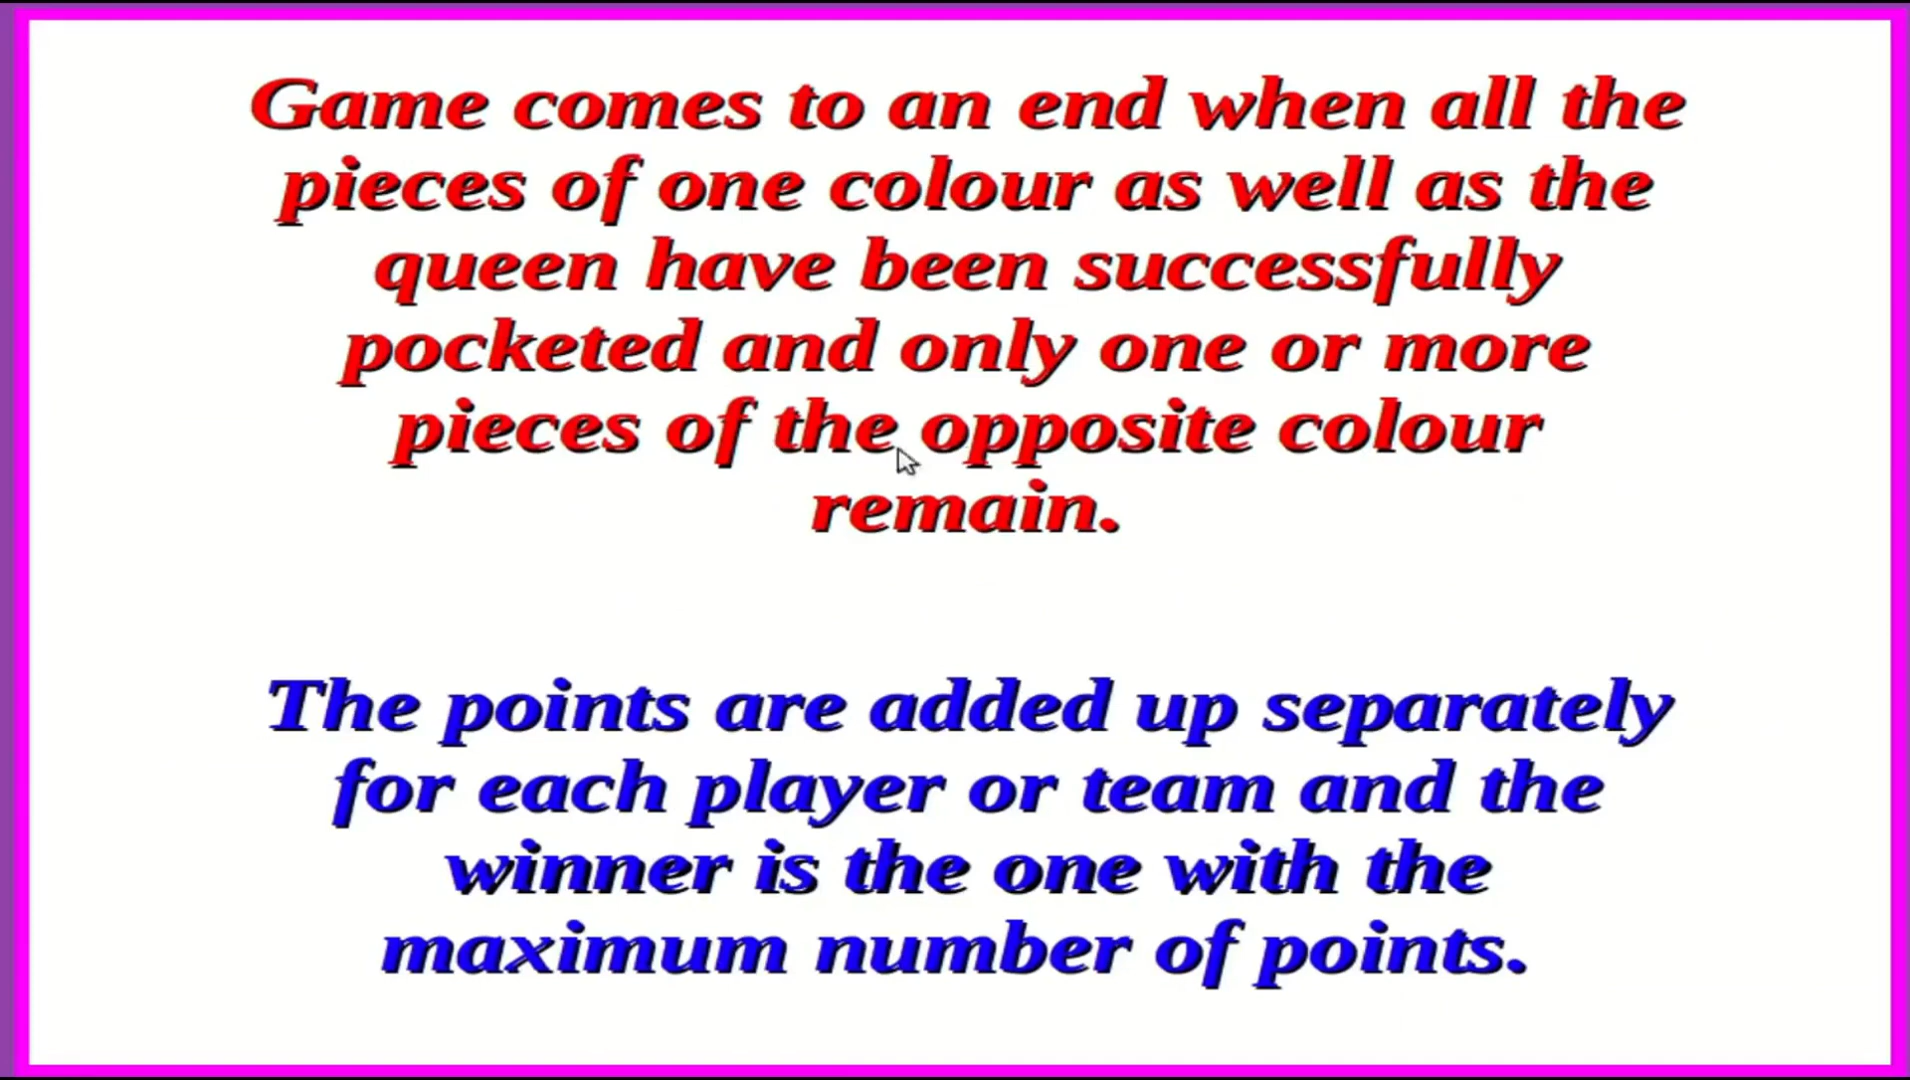 Game comes to an end when all the
pieces of one colour as well as the
queen have been successfully
pocketed and only one or more
pieces of the opposite colour
remain.
The points are added up separately
for each player or team and the
winner is the one with the
maximum number of points.